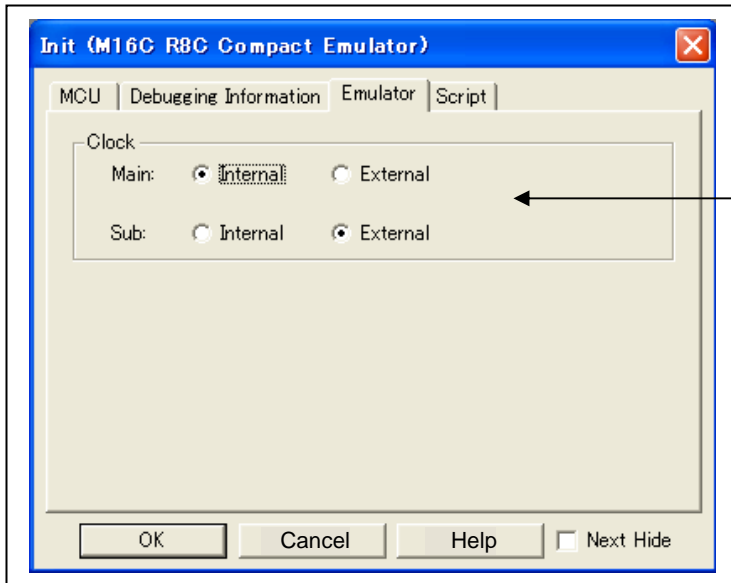 Init (M16C R8C Compact Emulator)
MCU Debugging Information Emulator Script
Clock
Main: Internal External
Sub: Internal External
OK Cancel Help Next Hide